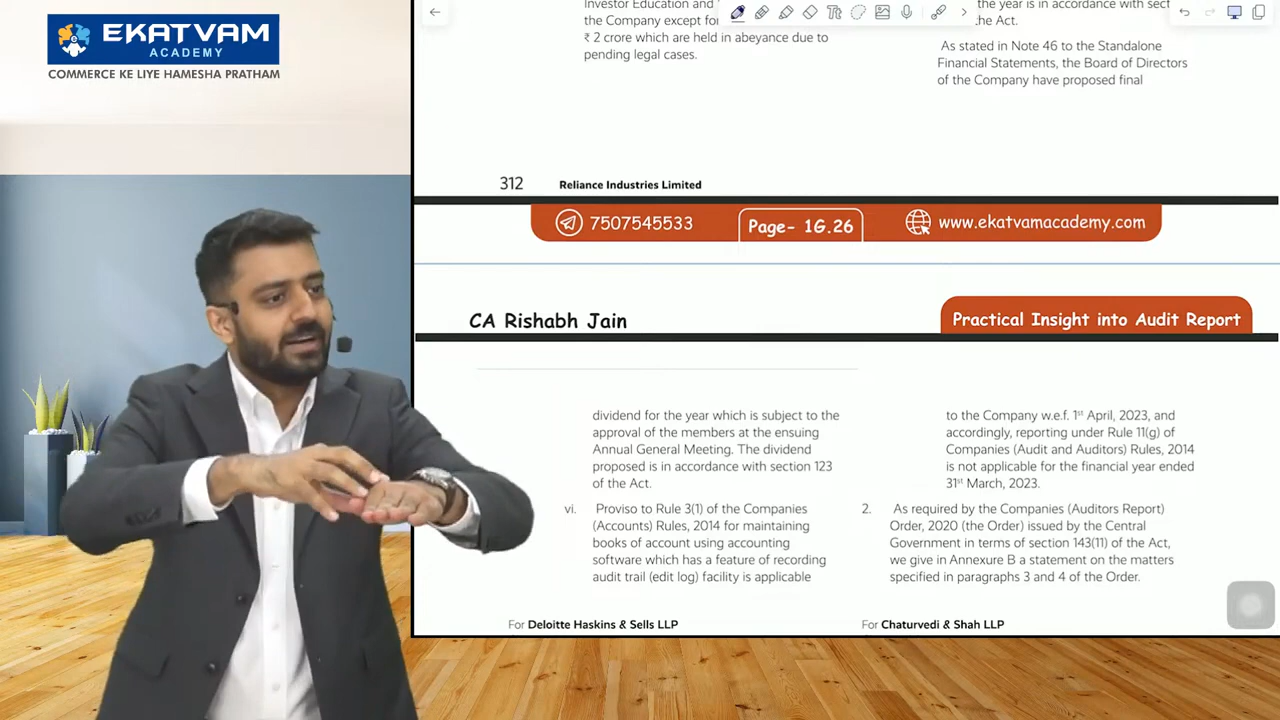 EKATVAM
ACADEMY
COMMERCE KE LIYE HAMESHA PRATHAM
Investor Education and
the Company except for
₹ 2 crore which are held in abeyance due to
pending legal cases.
the year is in accordance with sect
the Act.
As stated in Note 46 to the Standalone
Financial Statements, the Board of Directors
of the Company have proposed final
312 Reliance Industries Limited
7507545533
Page- 1G.26
www.ekatvamacademy.com
CA Rishabh Jain
Practical Insight into Audit Report
dividend for the year which is subject to the
approval of the members at the ensuing
Annual General Meeting. The dividend
proposed is in accordance with section 123
of the Act.
vi. Proviso to Rule 3(1) of the Companies
(Accounts) Rules, 2014 for maintaining
books of account using accounting
software which has a feature of recording
audit trail (edit log) facility is applicable
to the Company w.e.f. 1st April, 2023, and
accordingly, reporting under Rule 11(g) of
Companies (Audit and Auditors) Rules, 2014
is not applicable for the financial year ended
31st March, 2023.
2. As required by the Companies (Auditors Report)
Order, 2020 (the Order) issued by the Central
Government in terms of section 143(11) of the Act,
we give in Annexure B a statement on the matters
specified in paragraphs 3 and 4 of the Order.
For Deloitte Haskins & Sells LLP
For Chaturvedi & Shah LLP